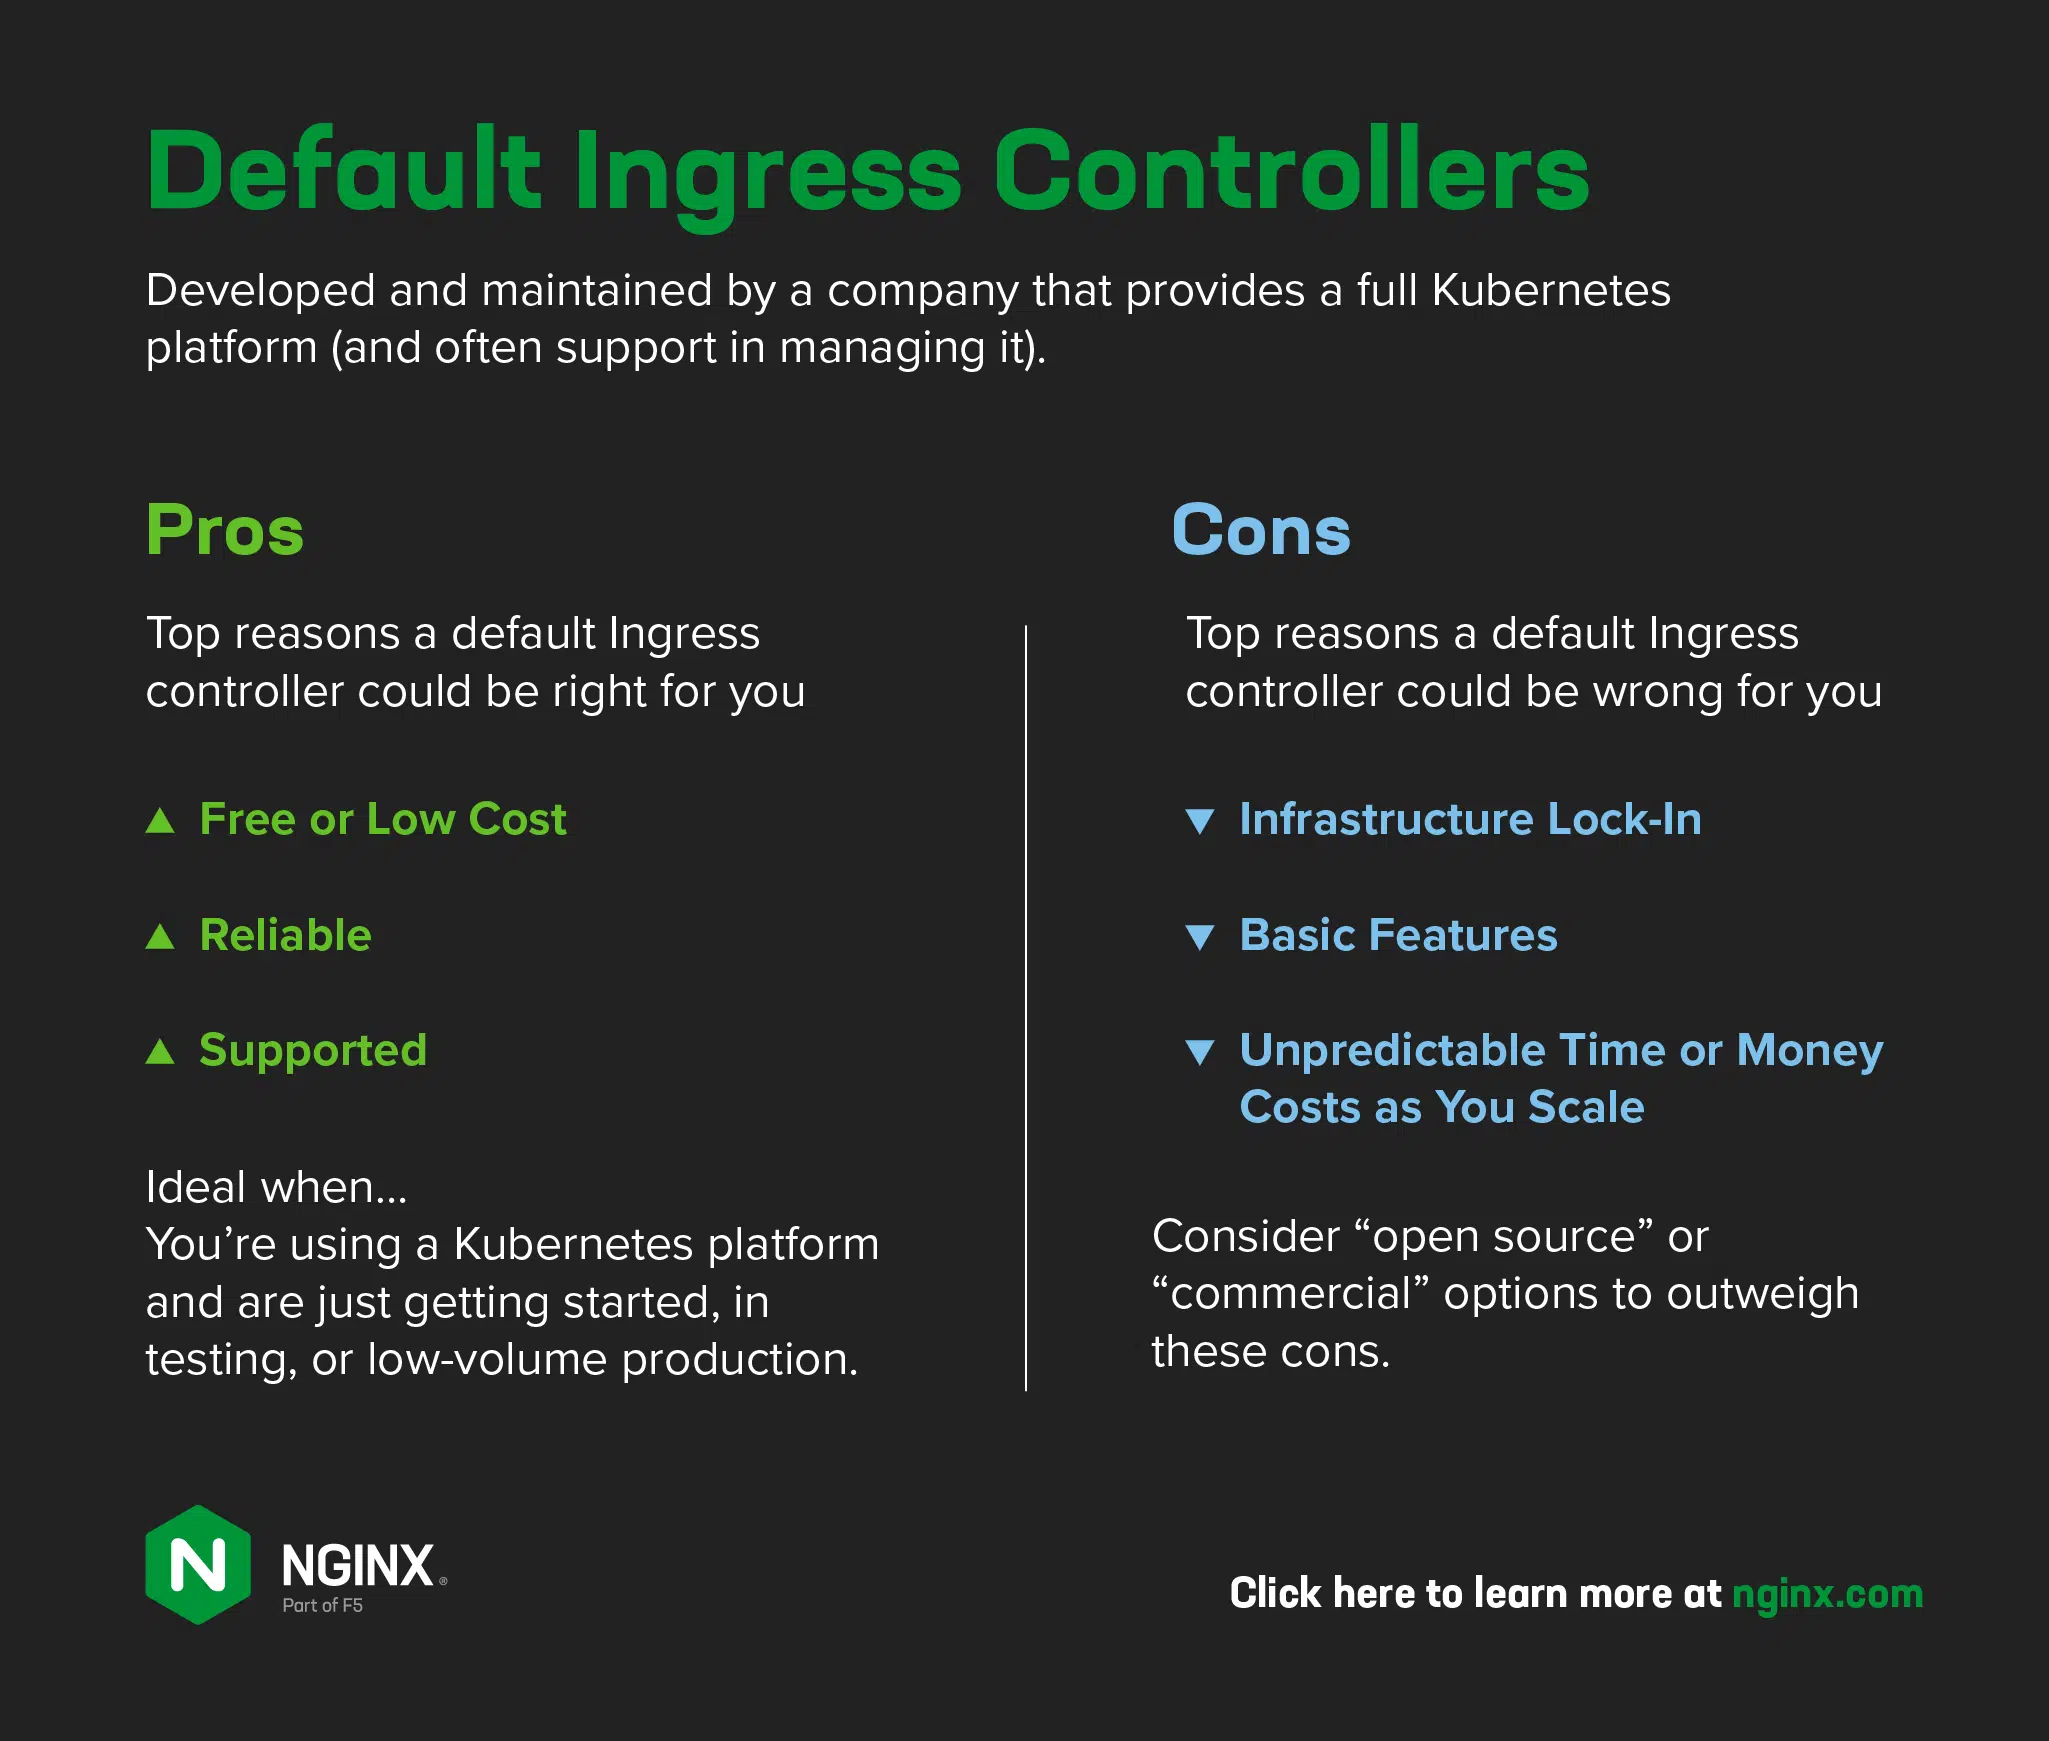 Default Ingress Controllers
Developed and maintained by a company that provides a full Kubernetes
platform (and often support in managing it).
Pros
Top reasons a default Ingress
controller could be right for you
▲ Free or Low Cost
▲ Reliable
▲ Supported
Ideal when...
You’re using a Kubernetes platform
and are just getting started, in
testing, or low-volume production.
Cons
Top reasons a default Ingress
controller could be wrong for you
▼ Infrastructure Lock-In
▼ Basic Features
▼ Unpredictable Time or Money
Costs as You Scale
Consider “open source” or
“commercial” options to outweigh
these cons.
N
NGINX®
Part of F5
Click here to learn more at nginx.com